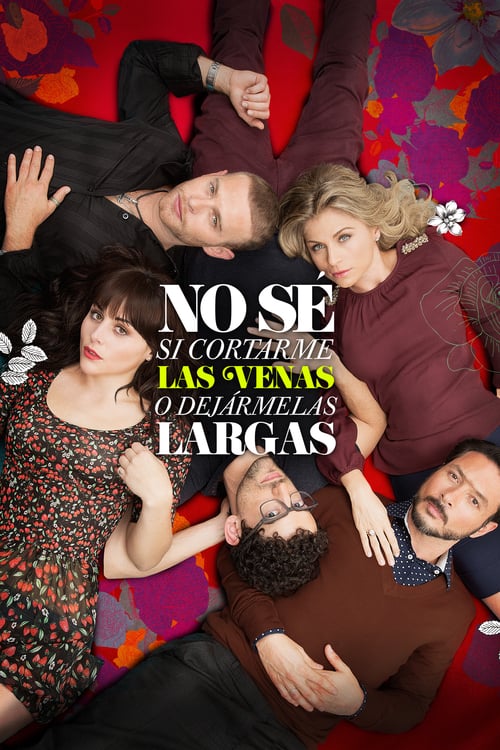 NO SÉ
SI CORTARME
LAS VENAS
O DEJÁRMELAS
LARGAS